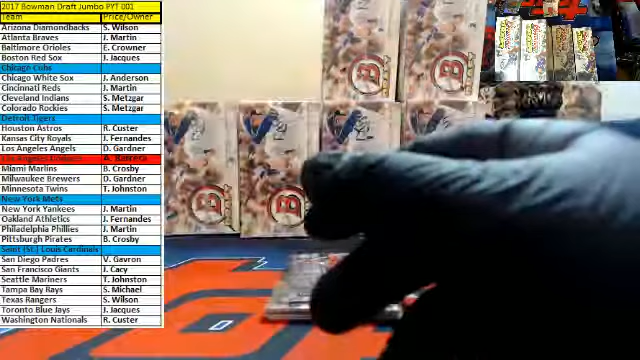 2017 Bowman Draft Jumbo PYT 001
Team Price/Owner
Arizona Diamondbacks S. Wilson
Atlanta Braves J. Martin
Baltimore Orioles E. Crowner
Boston Red Sox J. Jacques
Chicago Cubs
Chicago White Sox J. Anderson
Cincinnati Reds J. Martin
Cleveland Indians S. Metzgar
Colorado Rockies S. Metzgar
Detroit Tigers
Houston Astros R. Custer
Kansas City Royals J. Fernandes
Los Angeles Angels D. Gardner
Los Angeles Dodgers A. Barrera
Miami Marlins B. Crosby
Milwaukee Brewers D. Gardner
Minnesota Twins T. Johnston
New York Mets
New York Yankees J. Martin
Oakland Athletics J. Fernandes
Philadelphia Phillies J. Martin
Pittsburgh Pirates B. Crosby
Saint (St.) Louis Cardinals
San Diego Padres V. Gavron
San Francisco Giants J. Cacy
Seattle Mariners T. Johnston
Tampa Bay Rays S. Michael
Texas Rangers S. Wilson
Toronto Blue Jays J. Jacques
Washington Nationals R. Custer
B
B
B
B